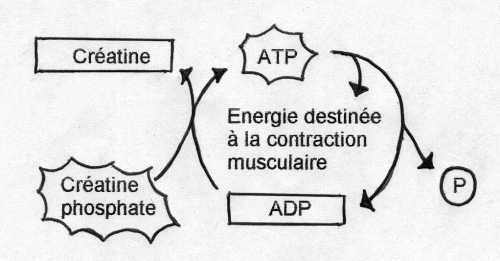 Créatine
ATP
Energie destinée
à la contraction
musculaire
Créatine
phosphate
ADP
P